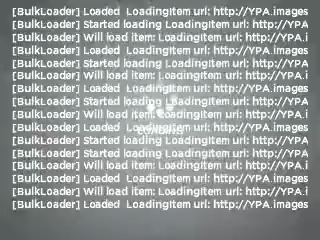 [BulkLoader] Loaded LoadingItem url: http://YPA.images
[BulkLoader] Started loading LoadingItem url: http://YPA
[BulkLoader] Will load item: LoadingItem url: http://YPA.i
[BulkLoader] Loaded LoadingItem url: http://YPA.images
[BulkLoader] Started loading LoadingItem url: http://YPA
[BulkLoader] Will load item: LoadingItem url: http://YPA.i
[BulkLoader] Loaded LoadingItem url: http://YPA.images
[BulkLoader] Started loading LoadingItem url: http://YPA
[BulkLoader] Will load item: LoadingItem url: http://YPA.i
[BulkLoader] Loaded LoadingItem url: http://YPA.images
LOADING
[BulkLoader] Started loading LoadingItem url: http://YPA
[BulkLoader] Started loading LoadingItem url: http://YPA
[BulkLoader] Will load item: LoadingItem url: http://YPA.i
[BulkLoader] Loaded LoadingItem url: http://YPA.images
[BulkLoader] Will load item: LoadingItem url: http://YPA.i
[BulkLoader] Loaded LoadingItem url: http://YPA.images